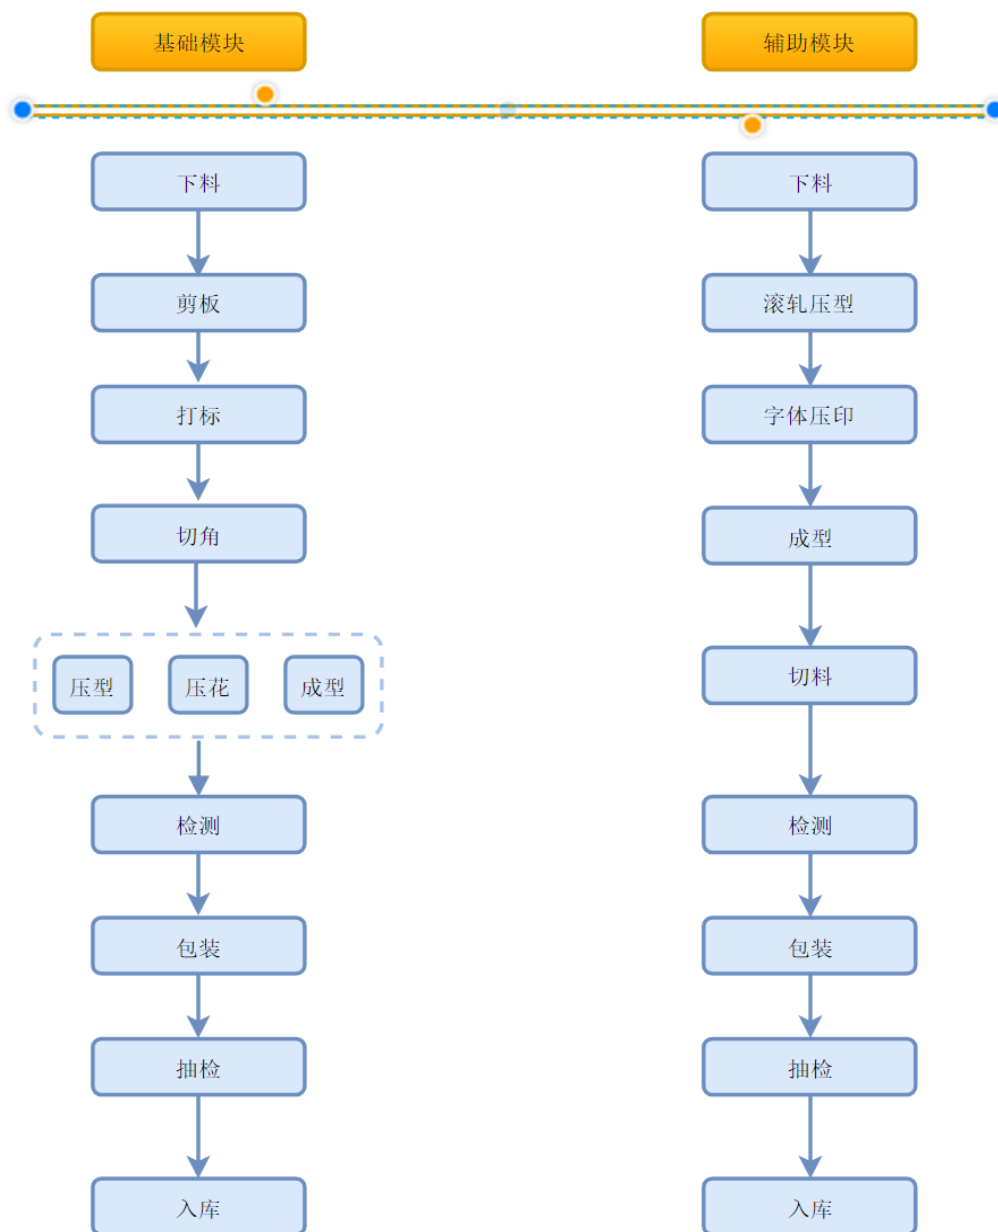 基础模块
辅助模块
下料
下料
剪板
滚轧压型
打标
字体压印
切角
成型
压型
压花
成型
切料
检测
检测
包装
包装
抽检
抽检
入库
入库